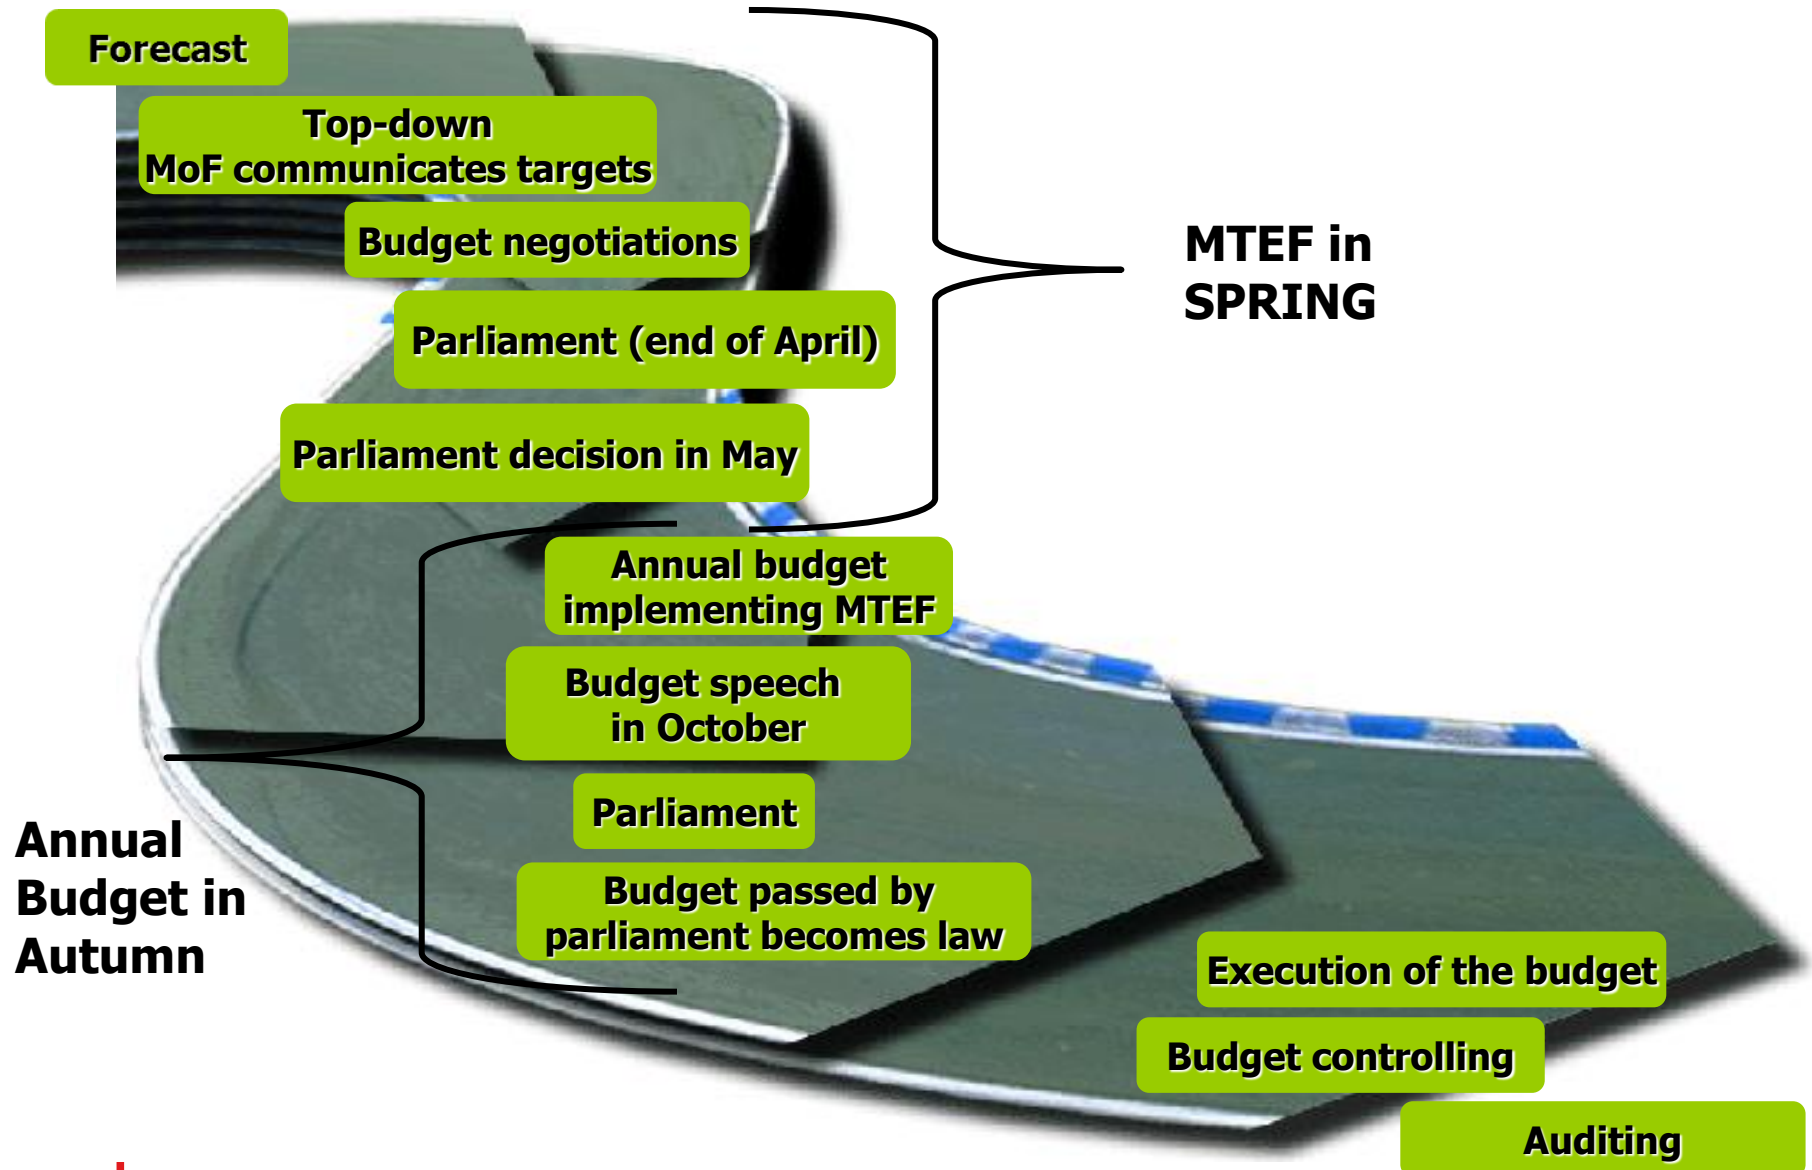 Forecast
Top-down
MoF communicates targets
Budget negotiations
MTEF in
SPRING
Parliament (end of April)
Parliament decision in May
Annual budget
implementing MTEF
Budget speech
in October
Parliament
Annual
Budget in
Autumn
Budget passed by
parliament becomes law
Execution of the budget
Budget controlling
Auditing